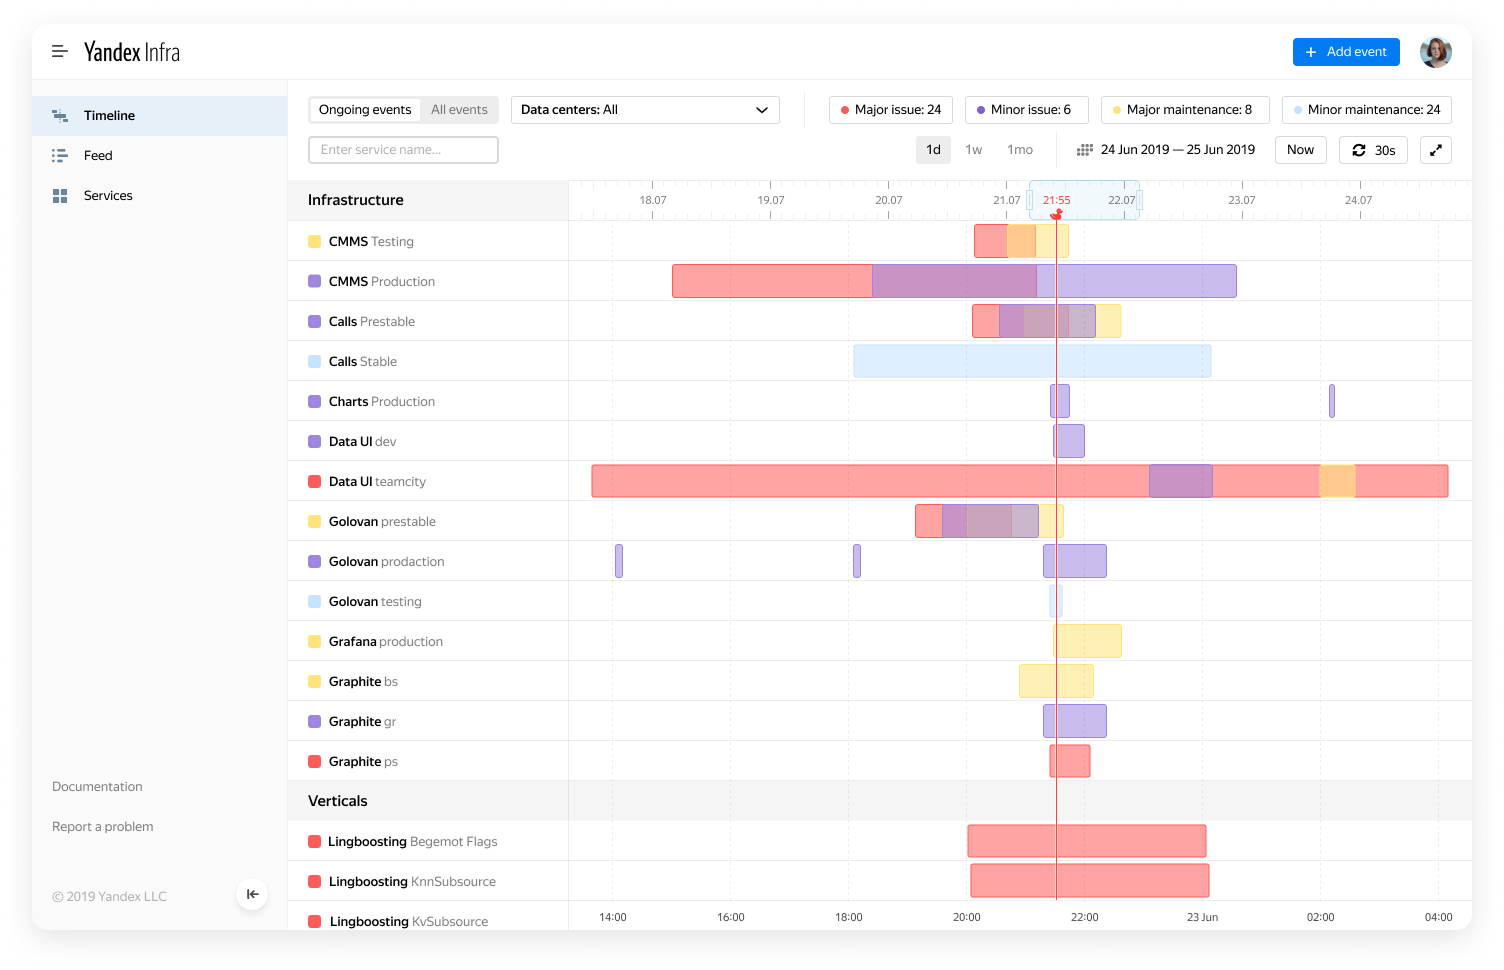 Yandex Infra
+ Add event
Timeline
Feed
Services
Documentation
Report a problem
© 2019 Yandex LLC
Ongoing events All events Data centers: All Major issue: 24 Minor issue: 6 Major maintenance: 8 Minor maintenance: 24
Enter service name... 1d 1w 1mo 24 Jun 2019 — 25 Jun 2019 Now 30s
Infrastructure 18.07 19.07 20.07 21.07 21:55 22.07 23.07 24.07
CMMS Testing
CMMS Production
Calls Prestable
Calls Stable
Charts Production
Data UI dev
Data UI teamcity
Golovan prestable
Golovan prodaction
Golovan testing
Grafana production
Graphite bs
Graphite gr
Graphite ps
Verticals
Lingboosting Begemot Flags
Lingboosting KnnSubsource
Lingboosting KvSubsource
14:00 16:00 18:00 20:00 22:00 23 Jun 02:00 04:00